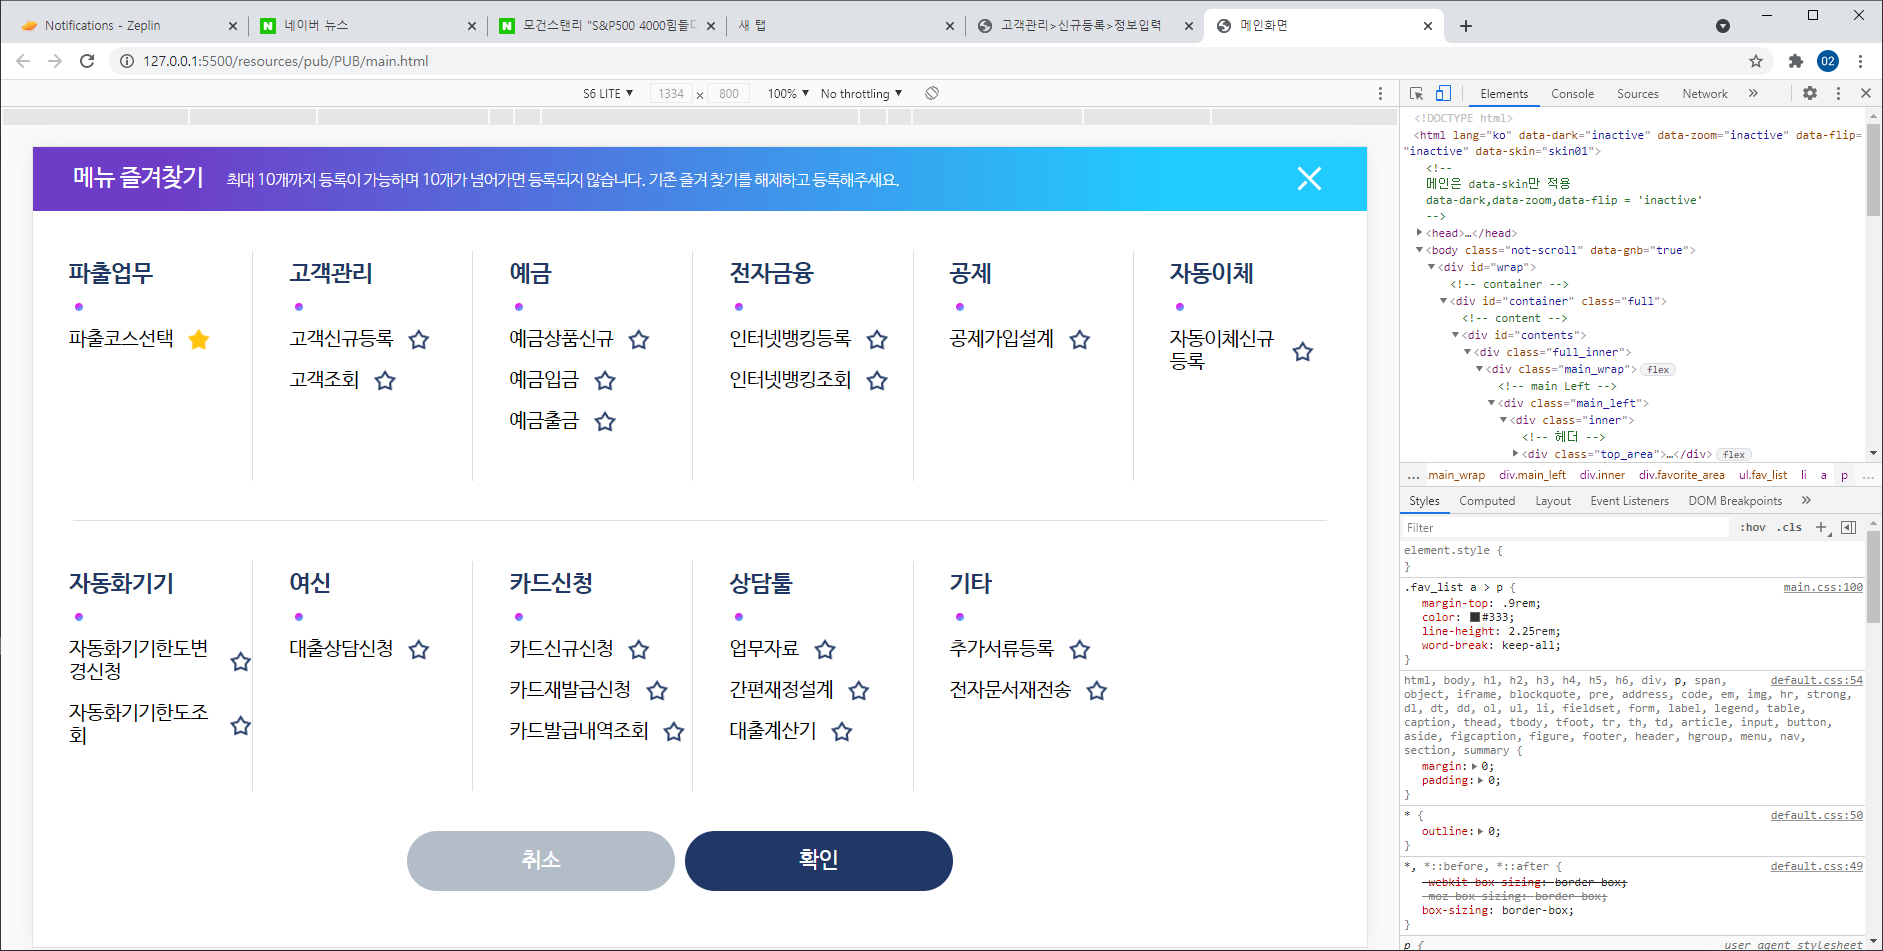 Notifications - Zeplin
네이버 뉴스
모건스탠리 "S&P500 4000힘들다
새 탭
고객관리>신규등록>정보입력
메인화면
127.0.0.1:5500/resources/pub/PUB/main.html
02
S6 LITE ▼ 1334 x 800 100% ▼ No throttling ▼
Elements Console Sources Network »
메뉴 즐겨찾기 최대 10개까지 등록이 가능하며 10개가 넘어가면 등록되지 않습니다. 기존 즐겨 찾기를 해제하고 등록해주세요.
파출업무
파출코스선택
고객관리
고객신규등록
고객조회
예금
예금상품신규
예금입금
예금출금
전자금융
인터넷뱅킹등록
인터넷뱅킹조회
공제
공제가입설계
자동이체
자동이체신규
등록
자동화기기
자동화기기한도변
경신청
자동화기기한도조
회
여신
대출상담신청
카드신청
카드신규신청
카드재발급신청
카드발급내역조회
상담툴
업무자료
간편재정설계
대출계산기
기타
추가서류등록
전자문서재전송
취소
확인
<!DOCTYPE html>
<html lang="ko" data-dark="inactive" data-zoom="inactive" data-flip=
"inactive" data-skin="skin01">
<!--
메인은 data-skin만 적용
data-dark,data-zoom,data-flip = 'inactive'
-->
<head>…</head>
<body class="not-scroll" data-gnb="true">
<div id="wrap">
<!-- container -->
<div id="container" class="full">
<!-- content -->
<div id="contents">
<div class="full_inner">
<div class="main_wrap"> flex
<!-- main Left -->
<div class="main_left">
<div class="inner">
<!-- 헤더 -->
<div class="top_area">…</div> flex
… main_wrap div.main_left div.inner div.favorite_area ul.fav_list li a p …
Styles Computed Layout Event Listeners DOM Breakpoints »
Filter :hov .cls +
element.style {
}
.fav_list a > p { main.css:100
margin-top: .9rem;
color: #333;
line-height: 2.25rem;
word-break: keep-all;
}
html, body, h1, h2, h3, h4, h5, h6, div, p, span, default.css:54
object, iframe, blockquote, pre, address, code, em, img, hr, strong,
dl, dt, dd, ol, ul, li, fieldset, form, label, legend, table,
caption, thead, tbody, tfoot, tr, th, td, article, input, button,
aside, figcaption, figure, footer, header, hgroup, menu, nav,
section, summary {
margin: 0;
padding: 0;
}
* { default.css:50
outline: 0;
}
*, *::before, *::after { default.css:49
-webkit-box-sizing: border-box;
-moz-box-sizing: border-box;
box-sizing: border-box;
}
p { user agent stylesheet